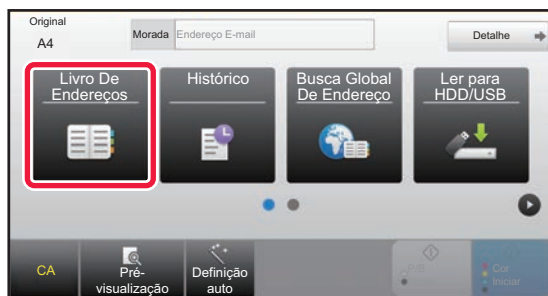 Original
A4
Morada
Endereço E-mail
Detalhe
Livro De
Endereços
Histórico
Busca Global
De Endereço
Ler para
HDD/USB
CA
Pré-
visualização
Definição
auto
P/B
Cor
Iniciar